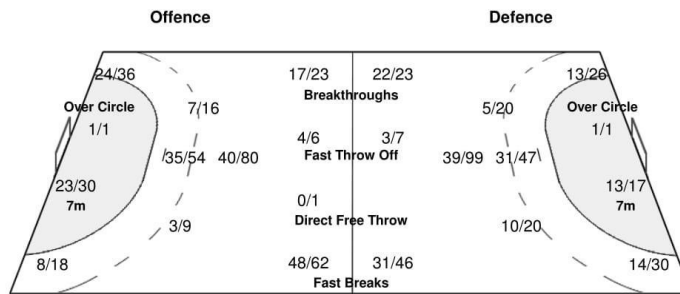 Offence Defence
24/36 17/23 22/23 13/26
Breakthroughs
Over Circle 7/16 5/20 Over Circle
1/1 4/6 3/7 1/1
35/54 40/80 Fast Throw Off 39/99 31/47
23/30 13/17
7m 0/1 7m
3/9 Direct Free Throw 10/20
8/18 48/62 31/46 14/30
Fast Breaks